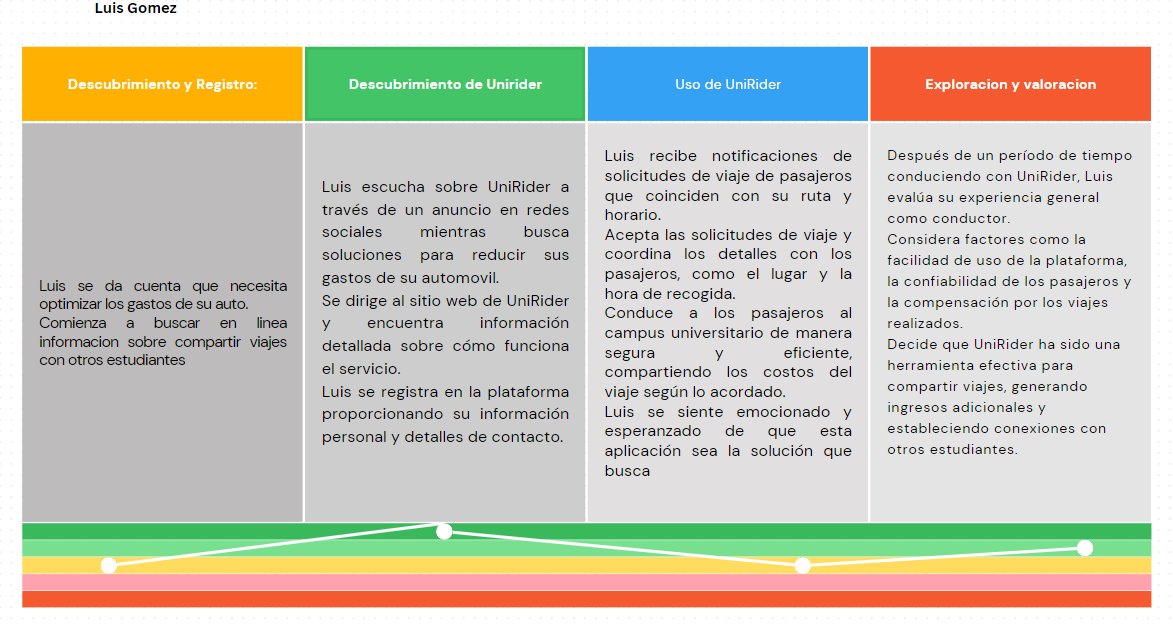 Luis Gomez
Descubrimiento y Registro:
Descubrimiento de Unirider
Uso de UniRider
Exploracion y valoracion
Luis se da cuenta que necesita
optimizar los gastos de su auto.
Comienza a buscar en linea
informacion sobre compartir viajes
con otros estudiantes
Luis escucha sobre UniRider a
través de un anuncio en redes
sociales mientras busca
soluciones para reducir sus
gastos de su automovil.
Se dirige al sitio web de UniRider
y encuentra información
detallada sobre cómo funciona
el servicio.
Luis se registra en la plataforma
proporcionando su información
personal y detalles de contacto.
Luis recibe notificaciones de
solicitudes de viaje de pasajeros
que coinciden con su ruta y
horario.
Acepta las solicitudes de viaje y
coordina los detalles con los
pasajeros, como el lugar y la
hora de recogida.
Conduce a los pasajeros al
campus universitario de manera
segura y eficiente,
compartiendo los costos del
viaje según lo acordado.
Luis se siente emocionado y
esperanzado de que esta
aplicación sea la solución que
busca
Después de un período de tiempo
conduciendo con UniRider, Luis
evalúa su experiencia general
como conductor.
Considera factores como la
facilidad de uso de la plataforma,
la confiabilidad de los pasajeros y
la compensación por los viajes
realizados.
Decide que UniRider ha sido una
herramienta efectiva para
compartir viajes, generando
ingresos adicionales y
estableciendo conexiones con
otros estudiantes.